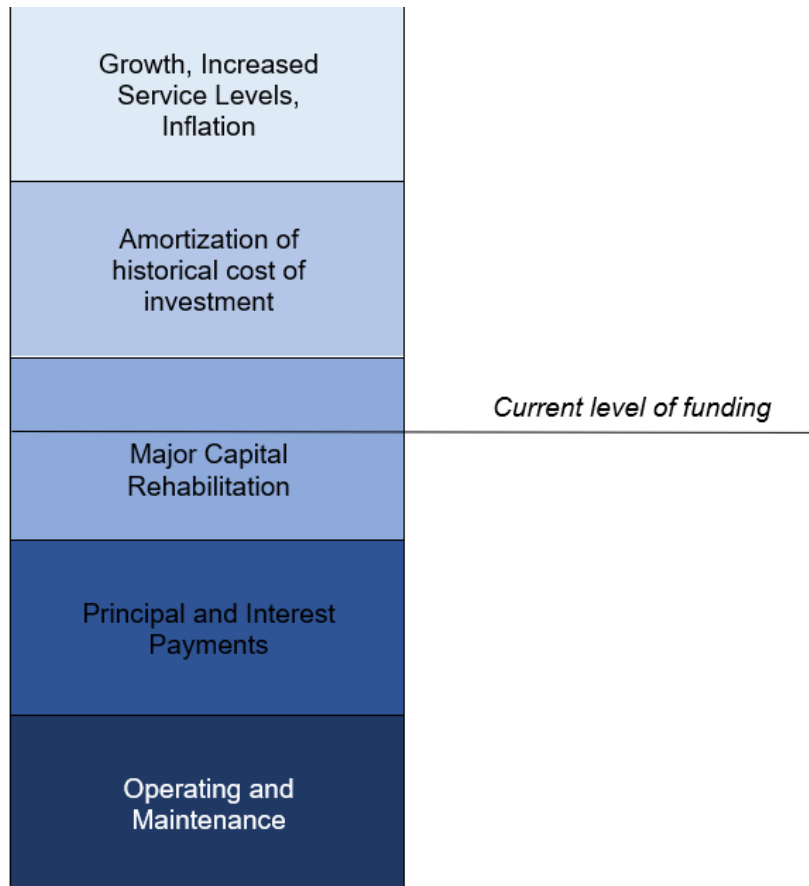 Growth, Increased
Service Levels,
Inflation
Amortization of
historical cost of
investment
Current level of funding
Major Capital
Rehabilitation
Principal and Interest
Payments
Operating and
Maintenance